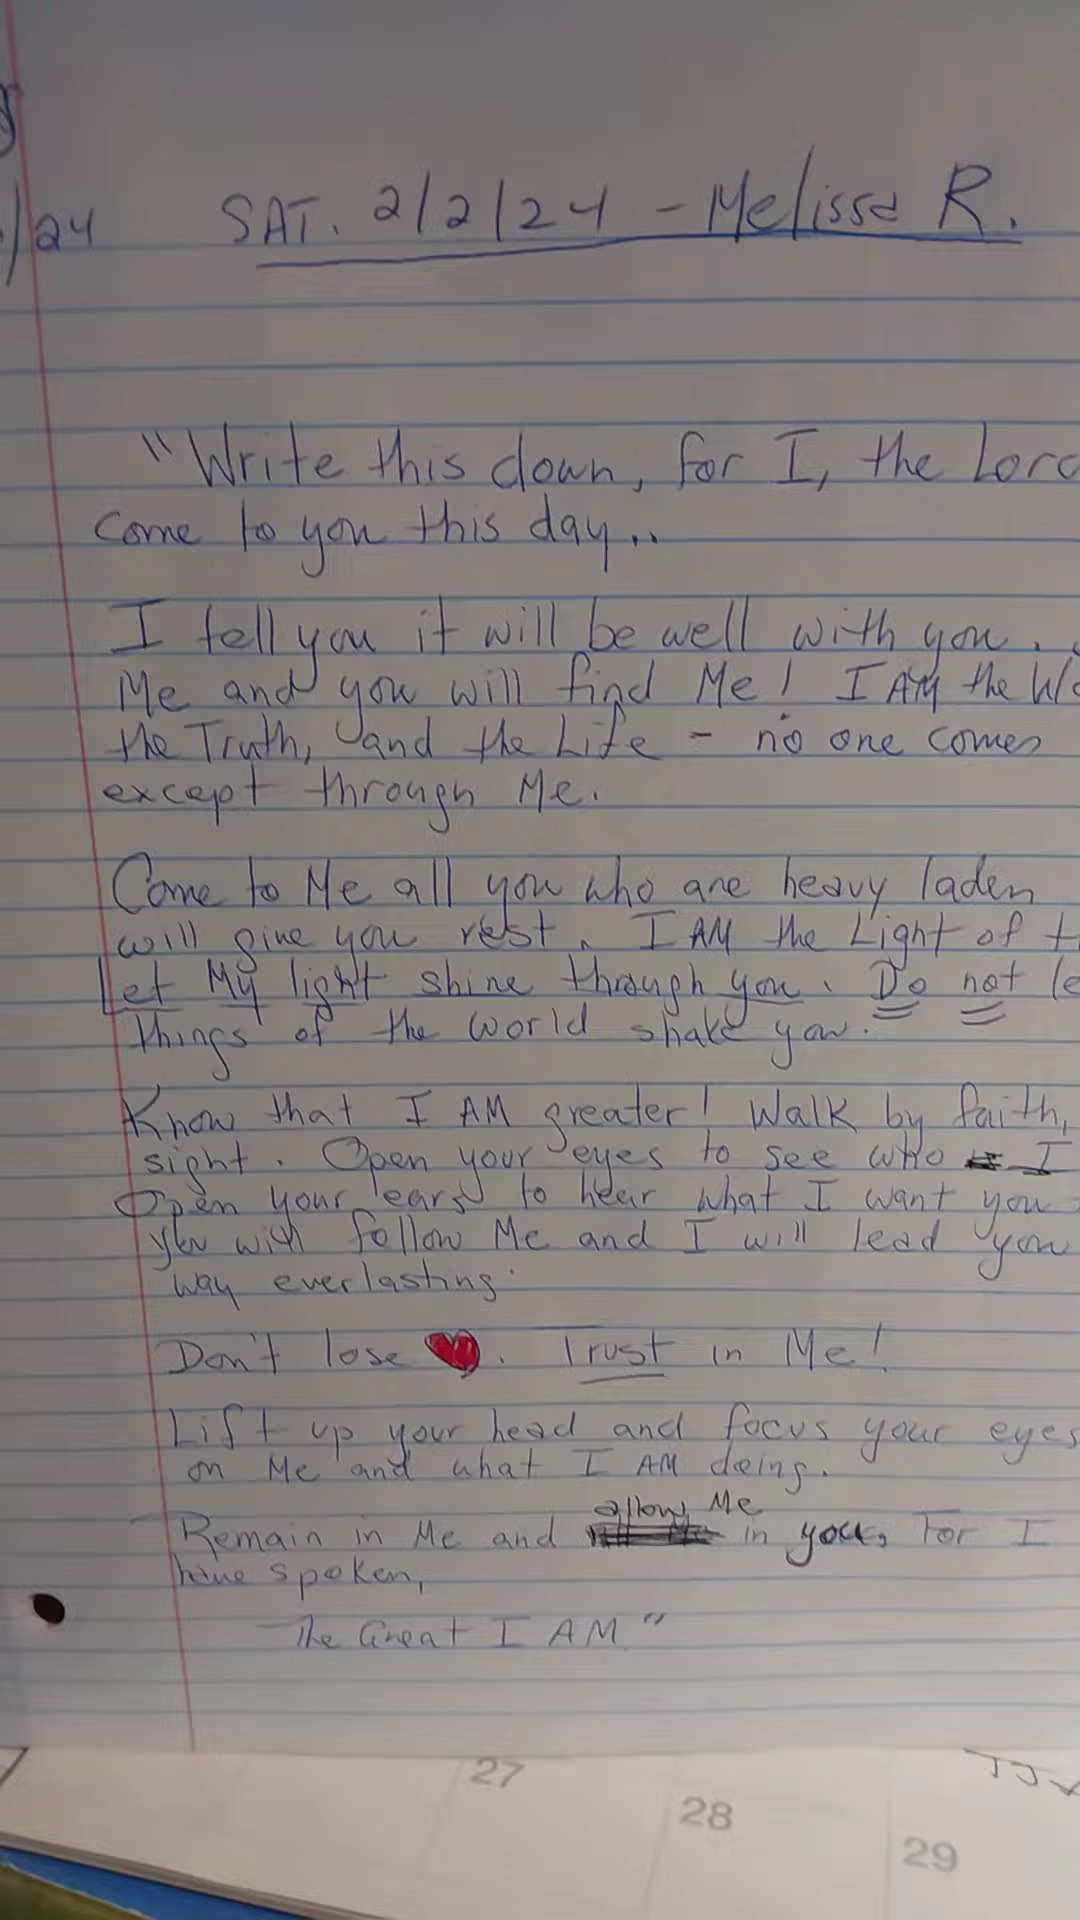 /24 SAT. 2/2/24 - Melissa R.
"Write this down, for I, the Lord
come to you this day..
I tell you it will be well with you.
Me and you will find Me! I AM the Wa
the Truth, and the Life - no one comes
except through Me.
Come to Me all you who are heavy laden
will give you rest. I AM the Light of t
Let My light shine through you. Do not le
things of the world shake you.
Know that I AM greater! Walk by faith,
sight. Open your eyes to see who I
Open your ears to hear what I want you
follow Me and I will lead you
way everlasting.
Don't lose ❤. Trust in Me!
Lift up your head and focus your eyes
on Me and what I AM doing.
allow Me
Remain in Me and in you, For I
have spoken,
The Great I AM"
27
28
29